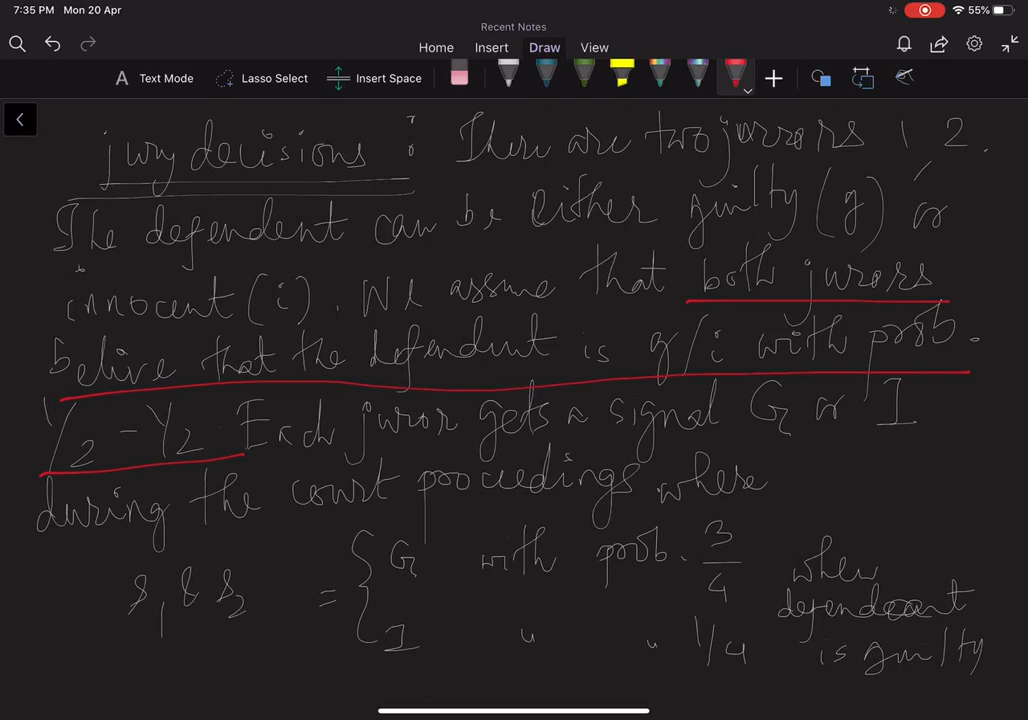 7:35 PM Mon 20 Apr
55%
Recent Notes
Home Insert Draw View
Text Mode Lasso Select Insert Space
jury decisions : There are two jurrors 1 2.
The dependent can be either guilty (g) or
innocent (i). We assume that both jurors
belive that the defendent is g/i with prob.
1/2 - 1/2. Each juror gets a signal G or I
during the court proceedings where
s1 & s2 = { G with prob. 3/4 when
defendent
I " " 1/4 is guilty